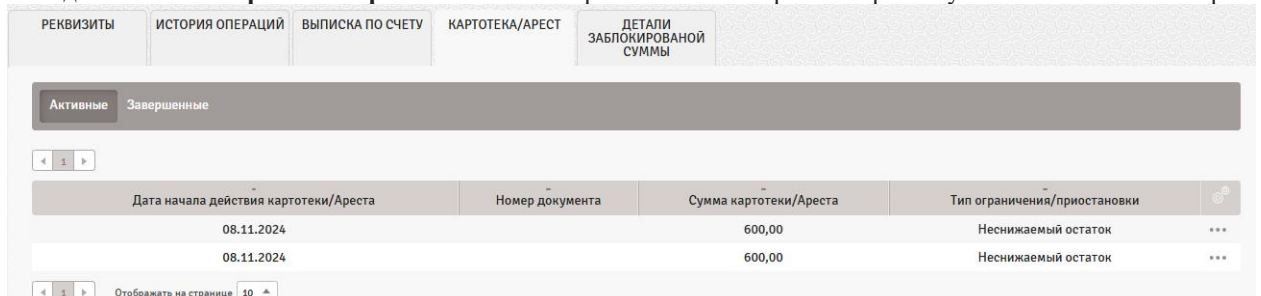 РЕКВИЗИТЫ ИСТОРИЯ ОПЕРАЦИЙ ВЫПИСКА ПО СЧЕТУ КАРТОТЕКА/АРЕСТ ДЕТАЛИ ЗАБЛОКИРОВАНОЙ СУММЫ
Активные Завершенные
1
Дата начала действия картотеки/Ареста Номер документа Сумма картотеки/Ареста Тип ограничения/приостановки
08.11.2024 600,00 Неснижаемый остаток
08.11.2024 600,00 Неснижаемый остаток
1 Отображать на странице 10